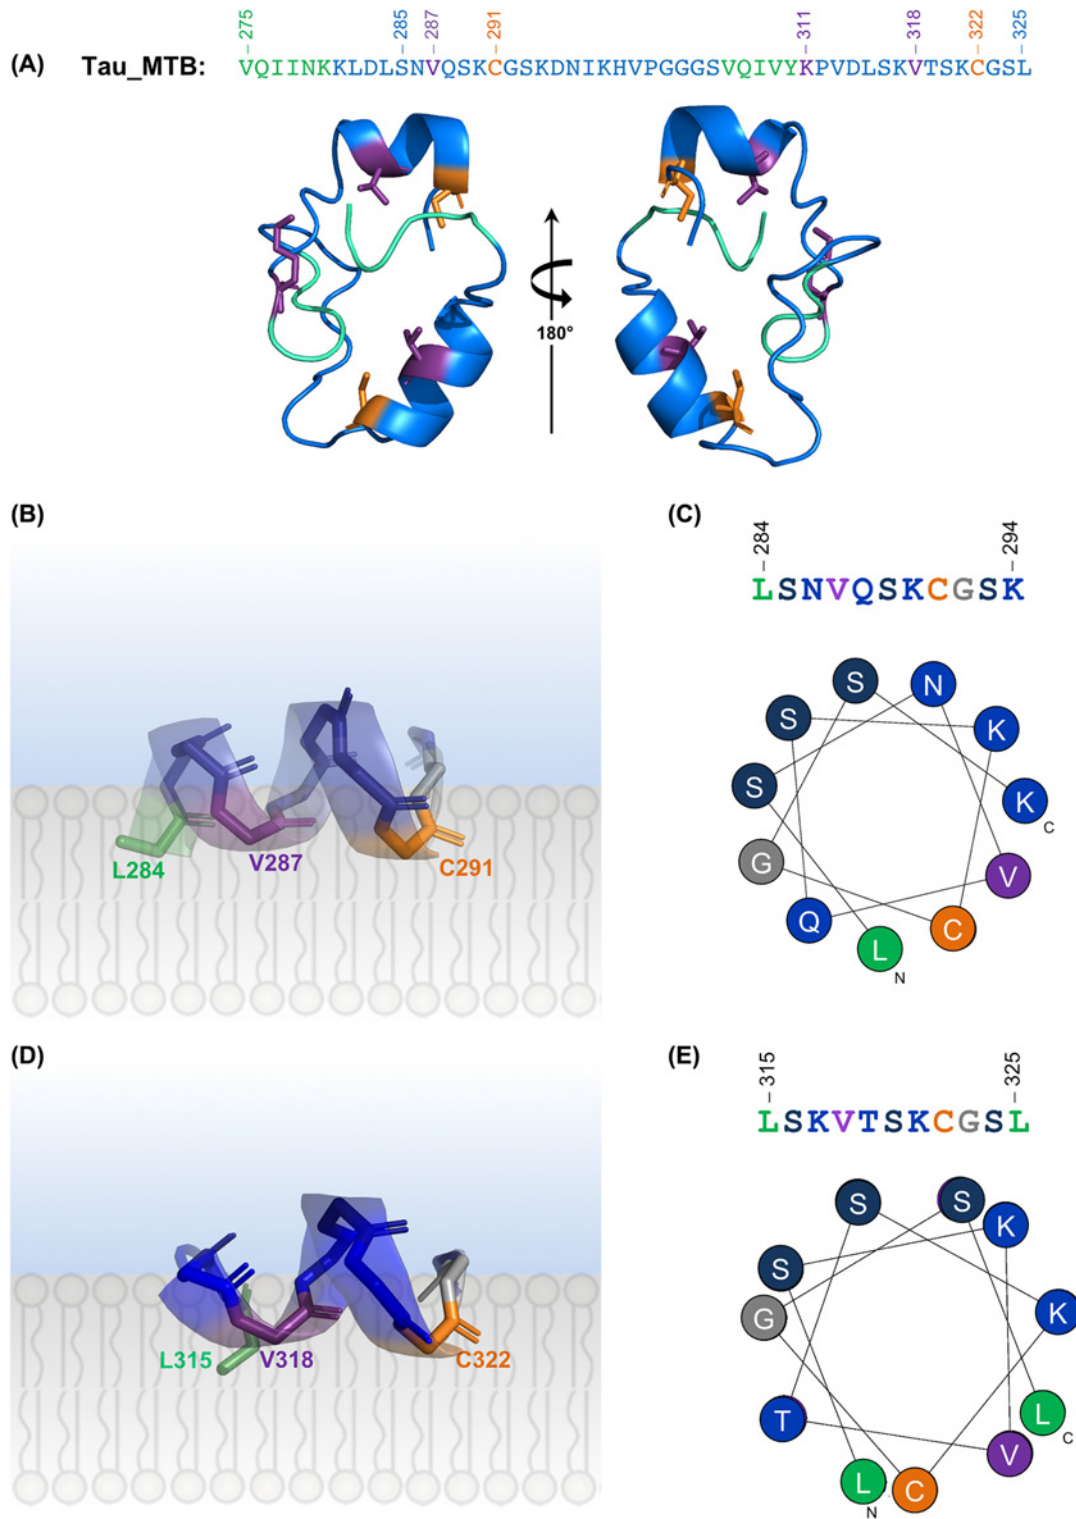 – 275
– 285
– 287
– 291
– 311
– 318
– 322
– 325
(A) Tau_MTB: VQIINKKLDLSNVQSKCGSKDNIKHVPGGGSVQIVYKPVDLSKVTSKCGSL
180°
(B)
L284
V287
C291
(C)
– 284
– 294
LSNVQSKCGSK
S
N
S
K
S
K
C
G
V
Q
C
L
N
(D)
L315
V318
C322
(E)
– 315
– 325
LSKVTSKCGSL
S
S
K
S
G
K
T
L
C
V
L
N
C